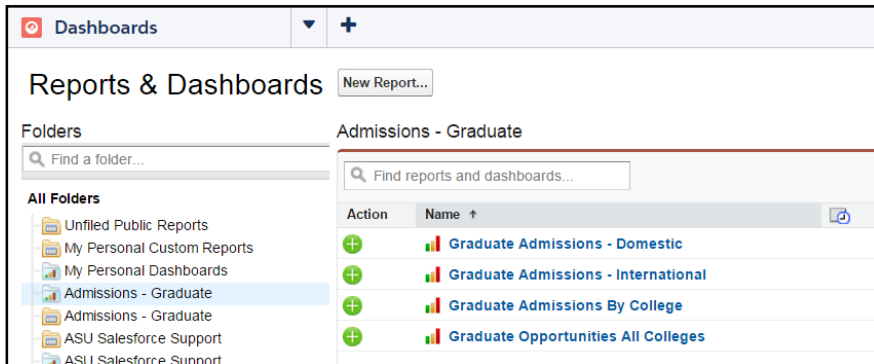 Dashboards
Reports & Dashboards New Report...
Folders
Find a folder...
All Folders
Unfiled Public Reports
My Personal Custom Reports
My Personal Dashboards
Admissions - Graduate
Admissions - Graduate
ASU Salesforce Support
ASU Salesforce Support
Admissions - Graduate
Find reports and dashboards...
Action Name ↑
Graduate Admissions - Domestic
Graduate Admissions - International
Graduate Admissions By College
Graduate Opportunities All Colleges